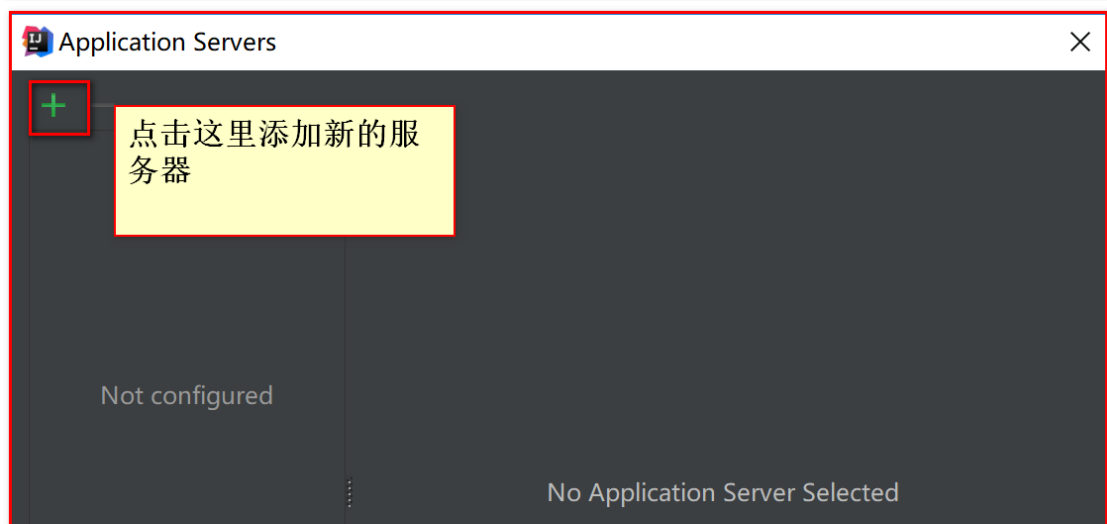 Application Servers
点击这里添加新的服
务器
Not configured
No Application Server Selected